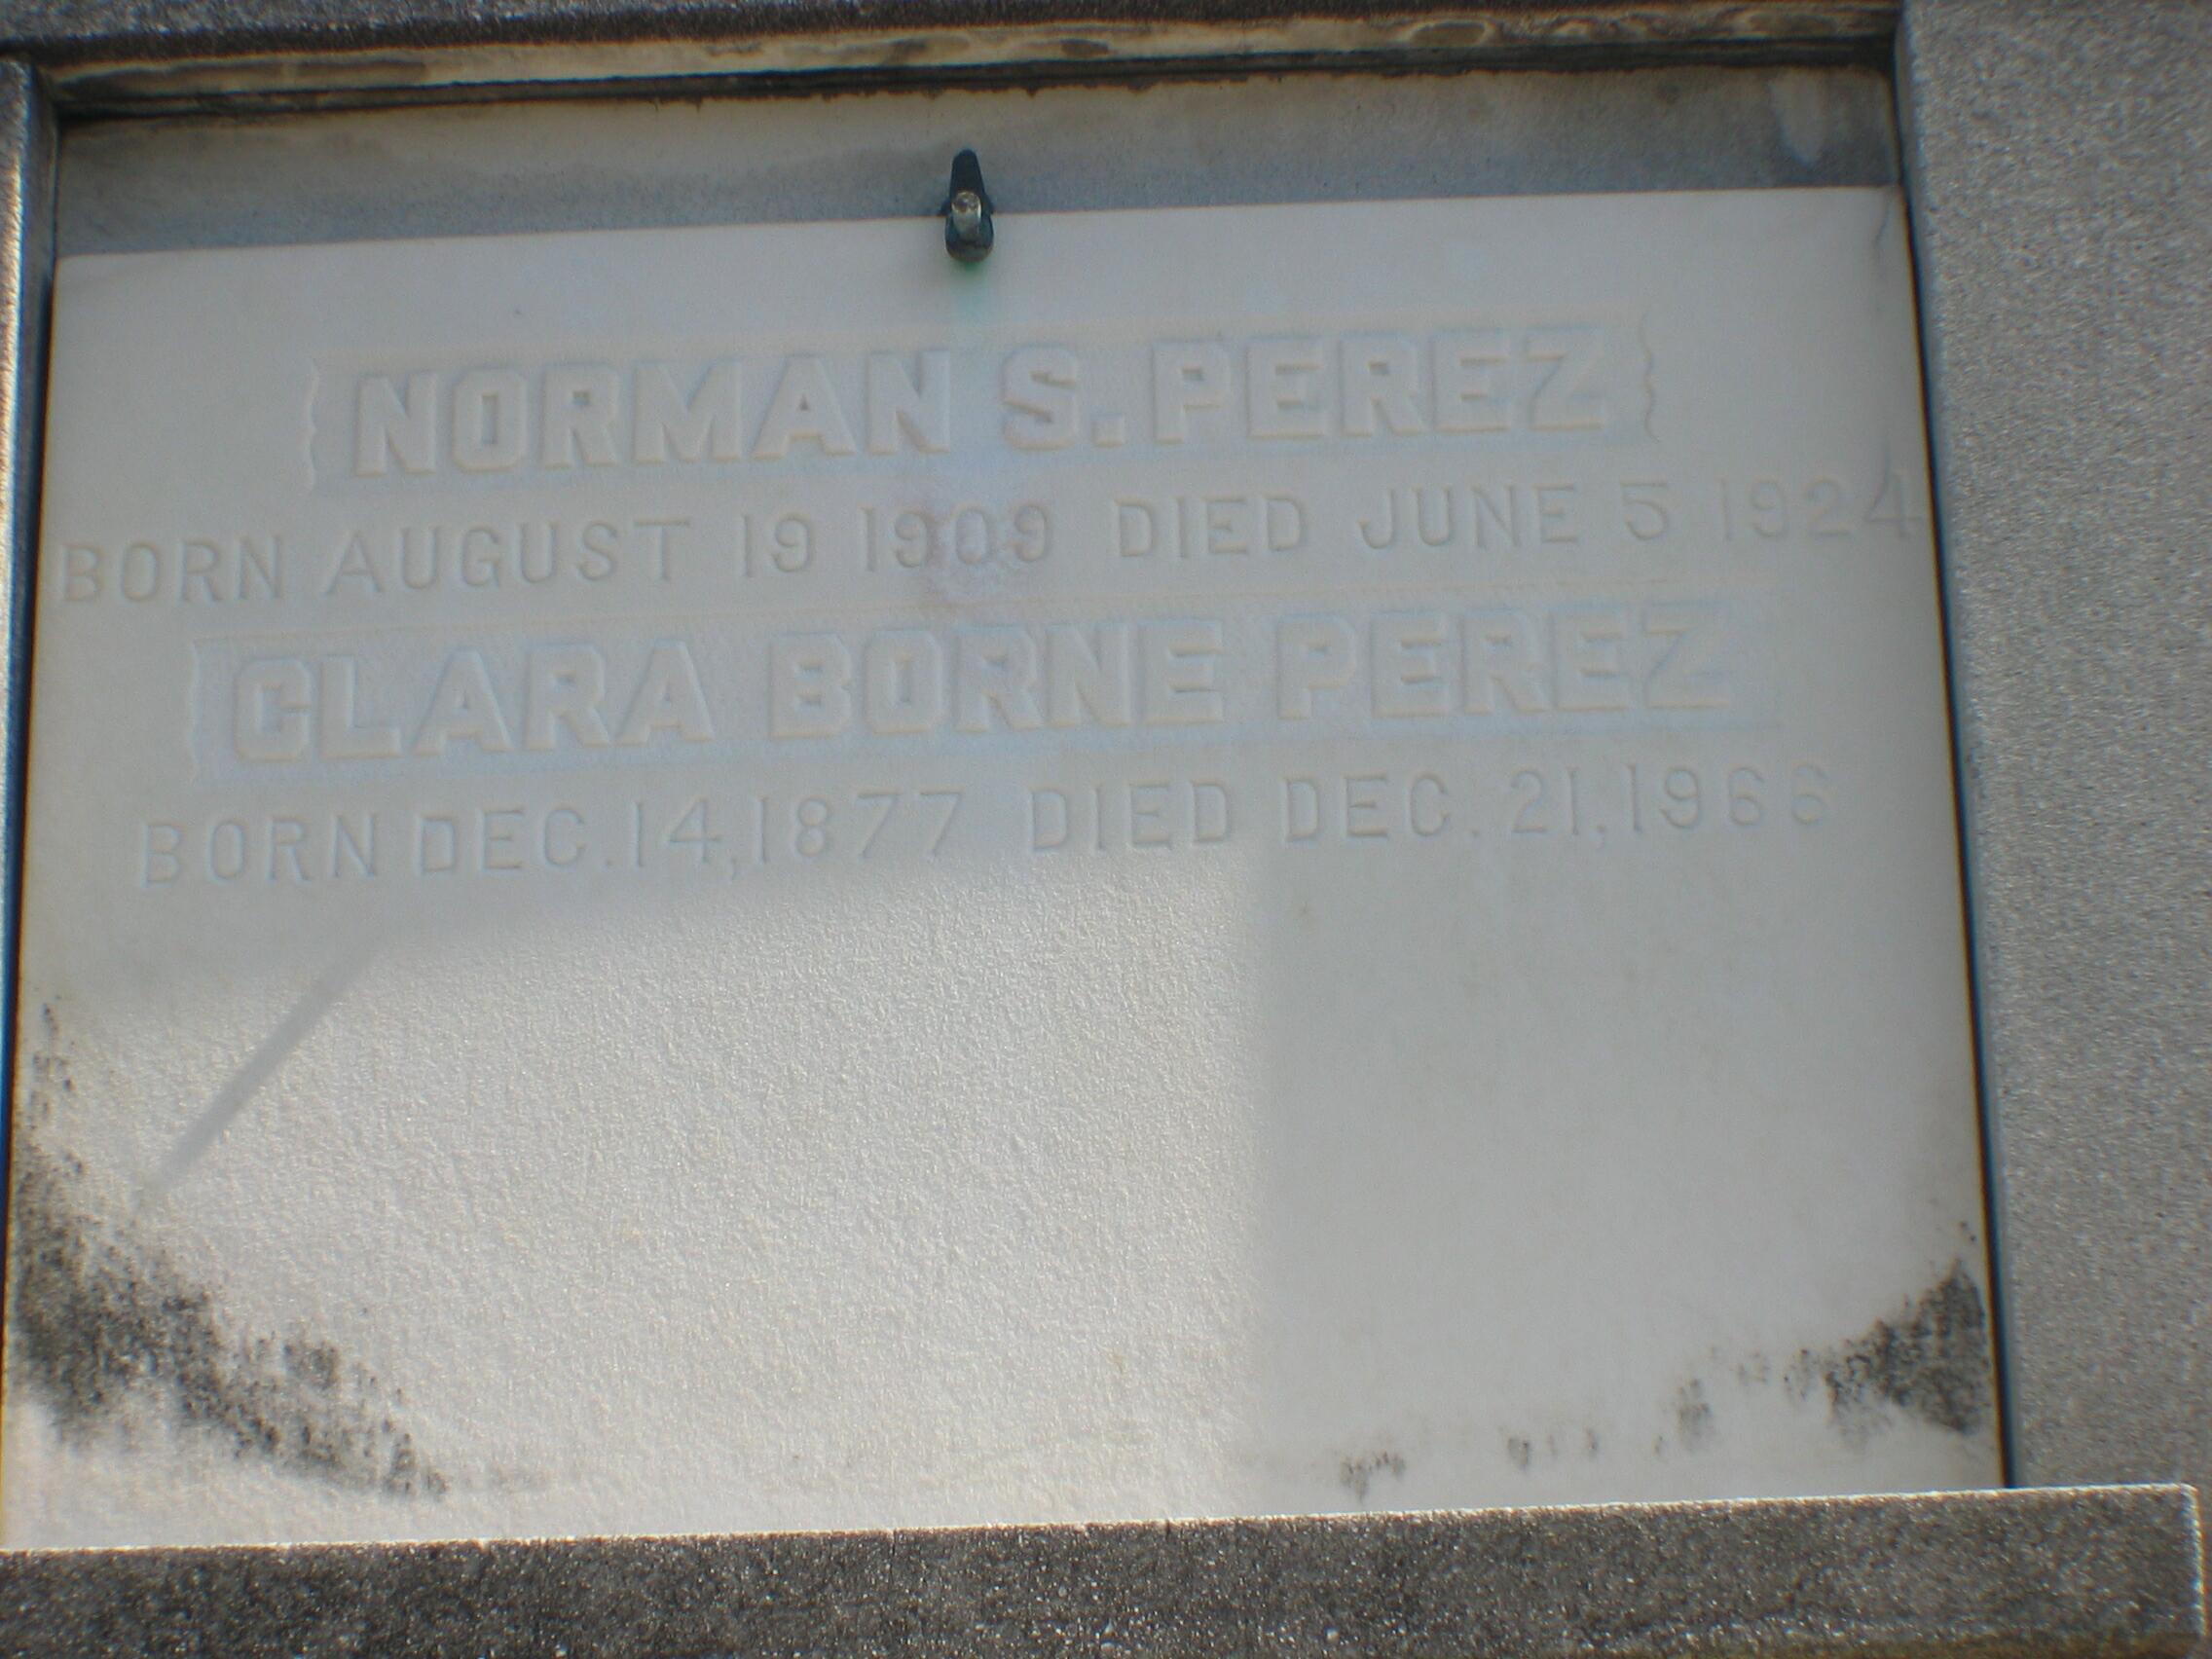 NORMAN S. PEREZ
BORN AUGUST 19 1909 DIED JUNE 5 1924
CLARA BORNE PEREZ
BORN DEC. 14, 1877 DIED DEC. 21, 1966